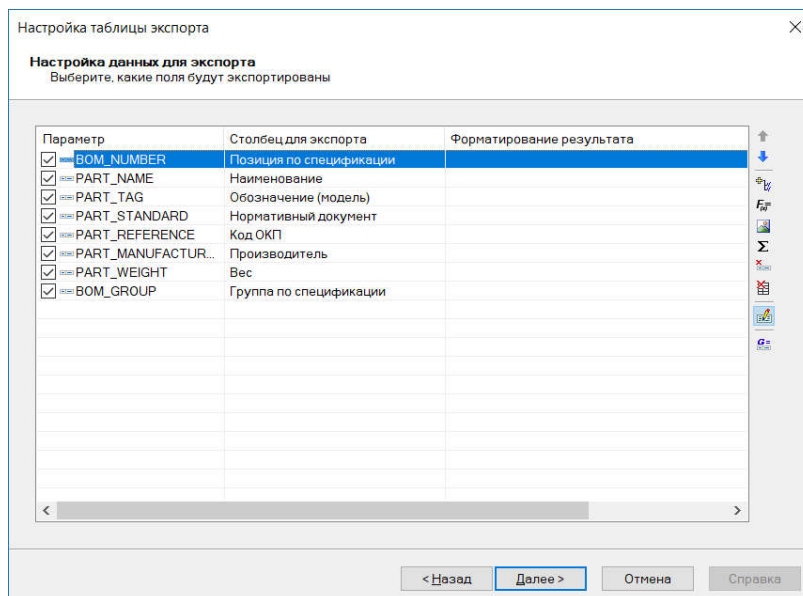 Настройка таблицы экспорта
Настройка данных для экспорта
Выберите, какие поля будут экспортированы
Параметр Столбец для экспорта Форматирование результата
BOM_NUMBER Позиция по спецификации
PART_NAME Наименование
PART_TAG Обозначение (модель)
PART_STANDARD Нормативный документ
PART_REFERENCE Код ОКП
PART_MANUFACTUR... Производитель
PART_WEIGHT Вес
BOM_GROUP Группа по спецификации
< Назад Далее > Отмена Справка